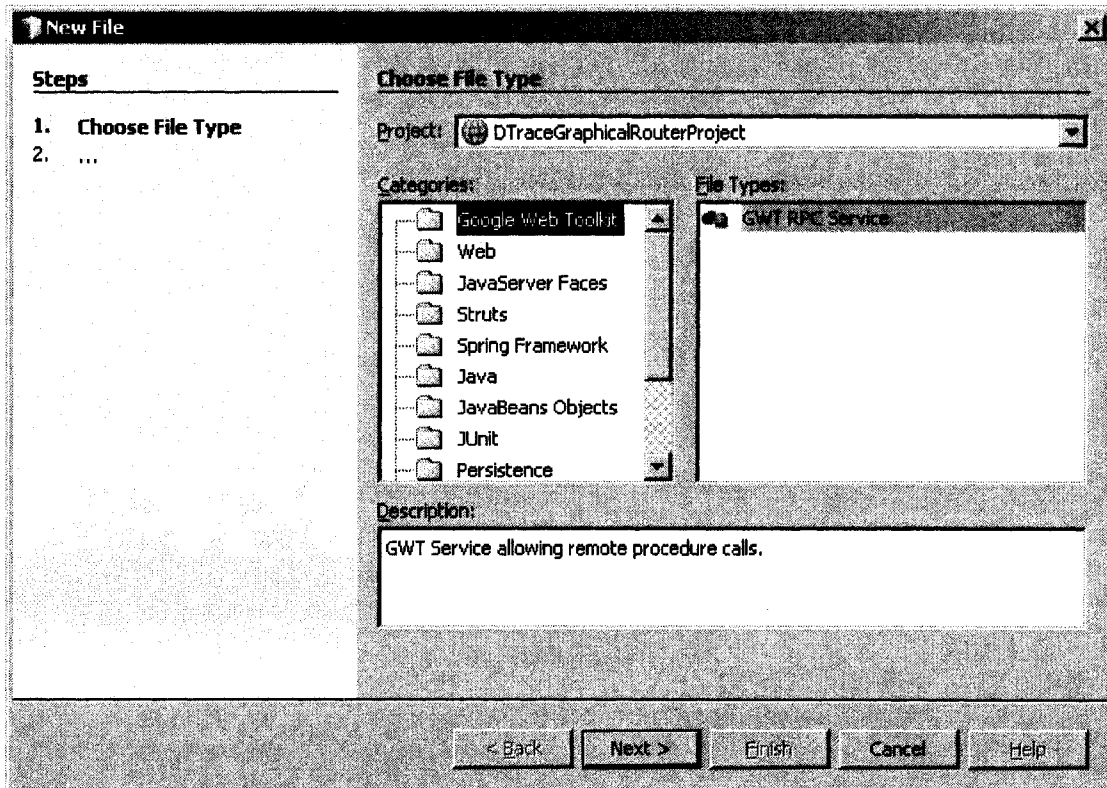 New File
Steps
1. Choose File Type
2. ...
Choose File Type
Project: DTraceGraphicalRouterProject
Categories:
Google Web Toolkit
Web
JavaServer Faces
Struts
Spring Framework
Java
JavaBeans Objects
JUnit
Persistence
File Types:
GWT RPC Service
Description:
GWT Service allowing remote procedure calls.
< Back
Next >
Finish
Cancel
Help